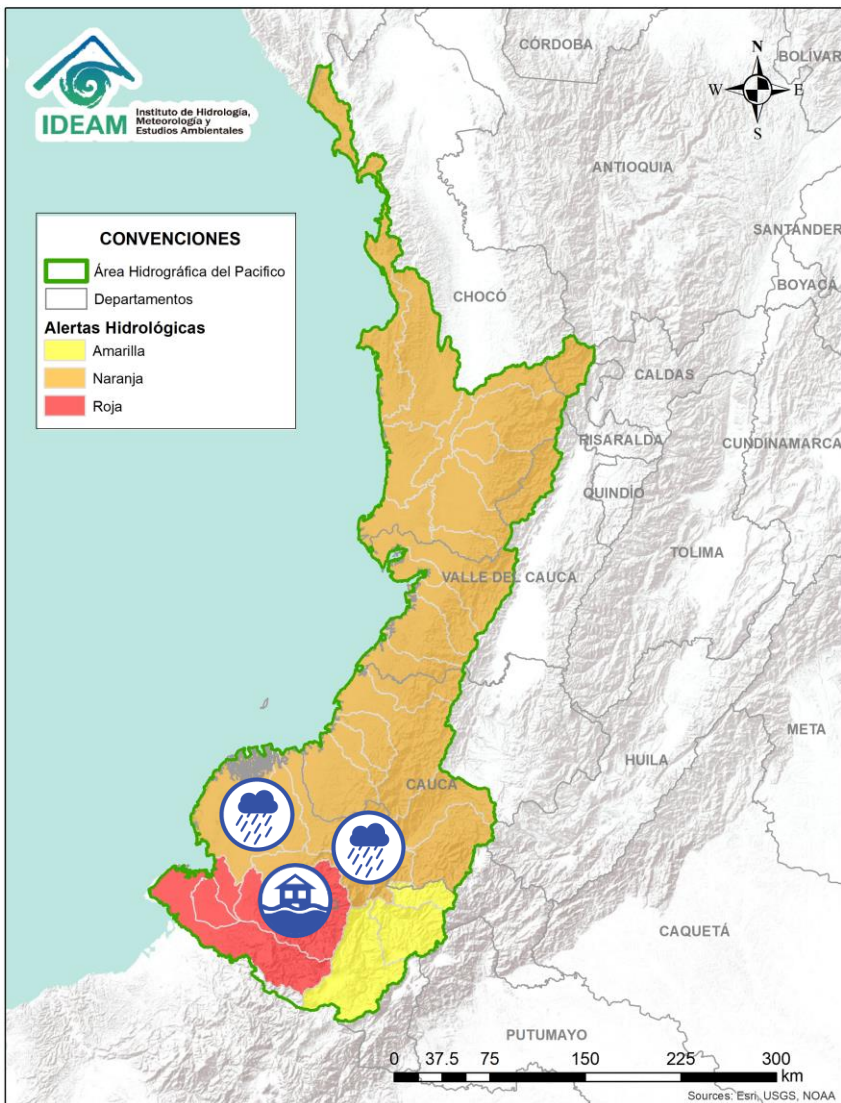 IDEAM
Instituto de Hidrología,
Meteorología y
Estudios Ambientales
CÓRDOBA
BOLÍVAR
N
W E
S
ANTIOQUIA
SANTANDER
BOYACÁ
CONVENCIONES
Área Hidrográfica del Pacifico
Departamentos
Alertas Hidrológicas
Amarilla
Naranja
Roja
CHOCÓ
CALDAS
RISARALDA
CUNDINAMARCA
QUINDÍO
TOLIMA
VALLE DEL CAUCA
META
HUILA
CAUCA
CAQUETÁ
PUTUMAYO
0 37.5 75 150 225 300
km
Sources: Esri, USGS, NOAA